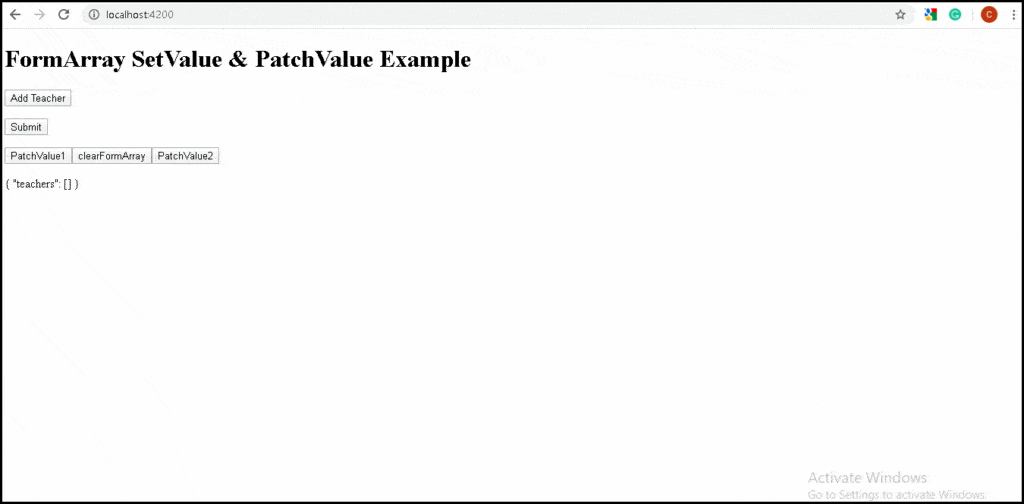 localhost:4200
C
FormArray SetValue & PatchValue Example
Add Teacher
Submit
PatchValue1 clearFormArray PatchValue2
{ "teachers": [] }
Activate Windows
Go to Settings to activate Windows.